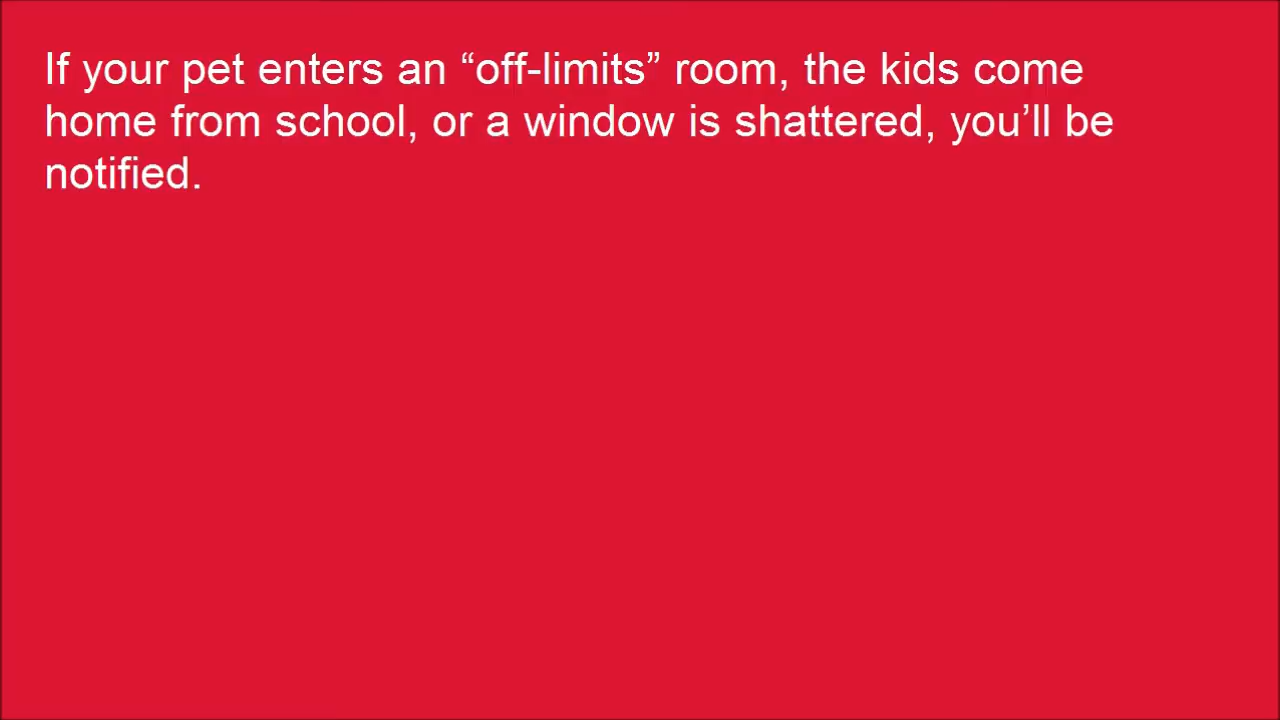 If your pet enters an “off-limits” room, the kids come
home from school, or a window is shattered, you’ll be
notified.